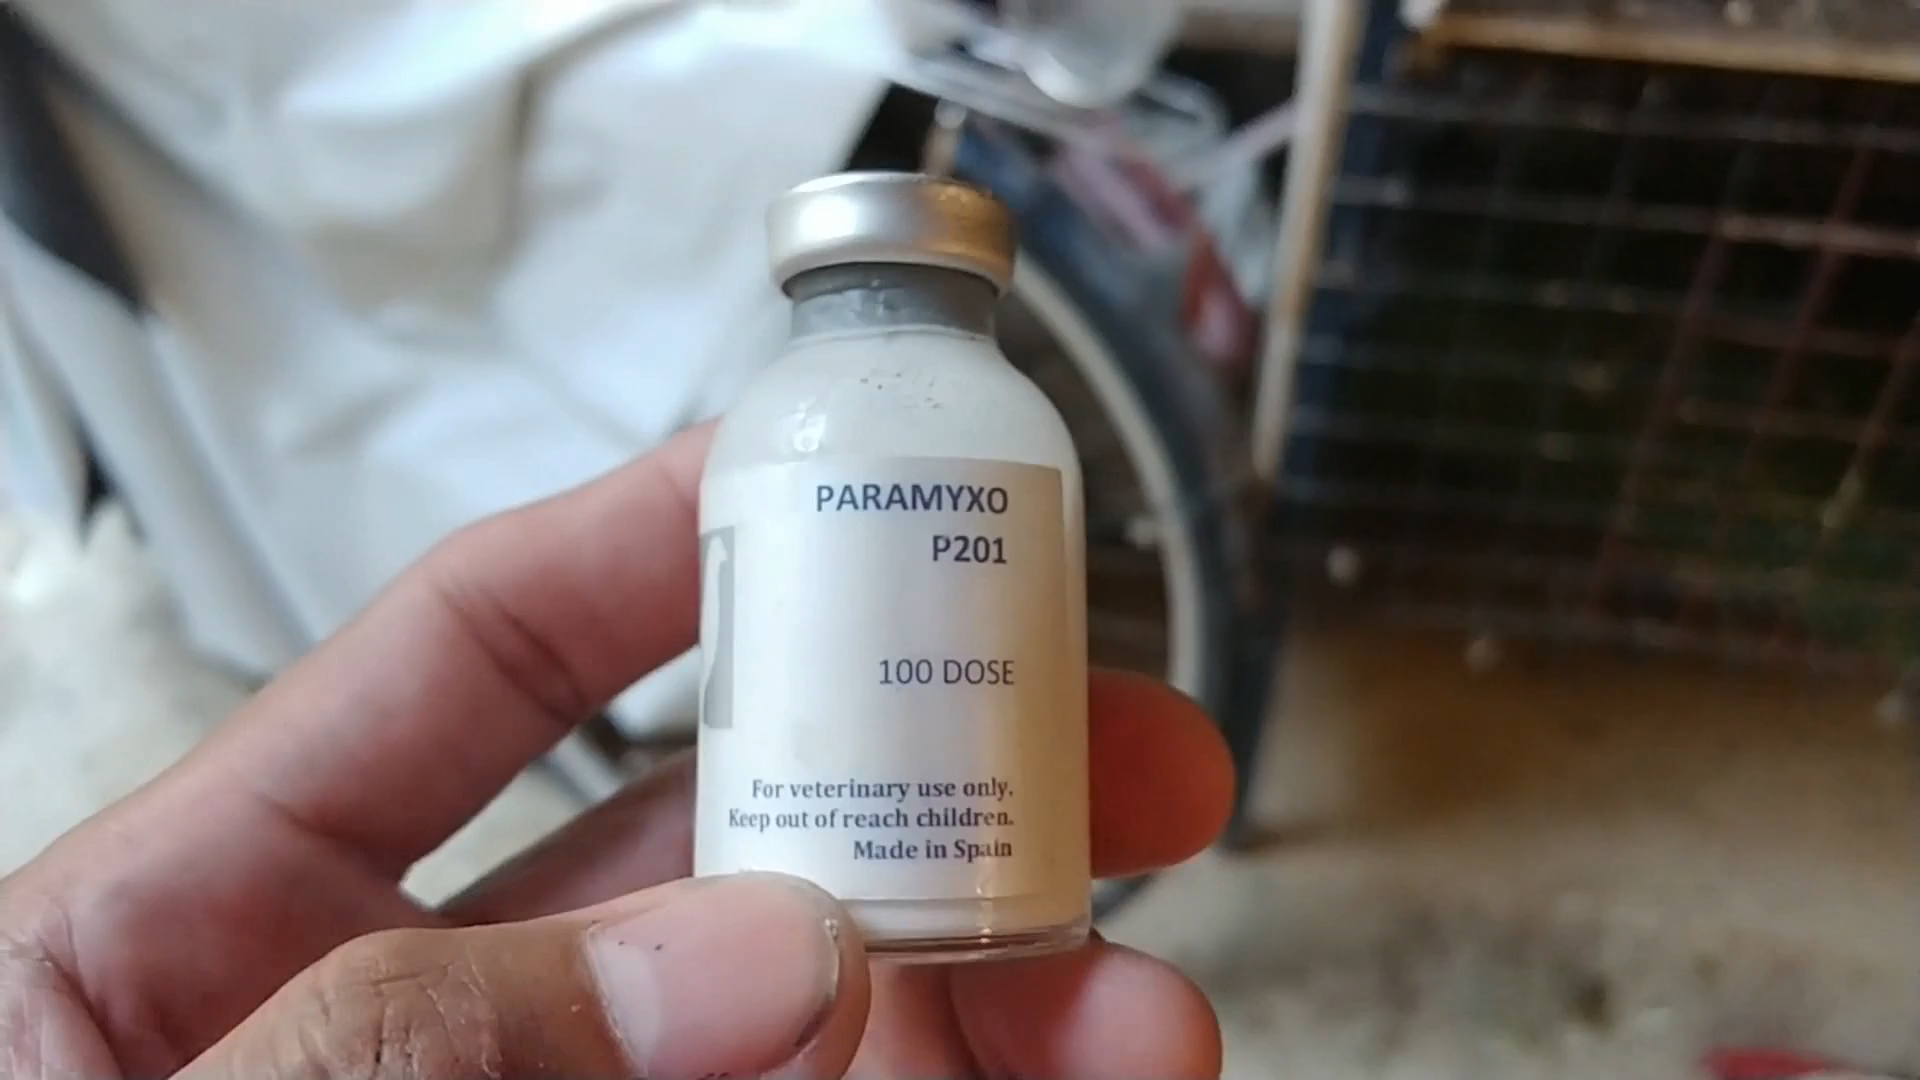 PARAMYXO
P201
100 DOSE
For veterinary use only.
Keep out of reach children.
Made in Spain